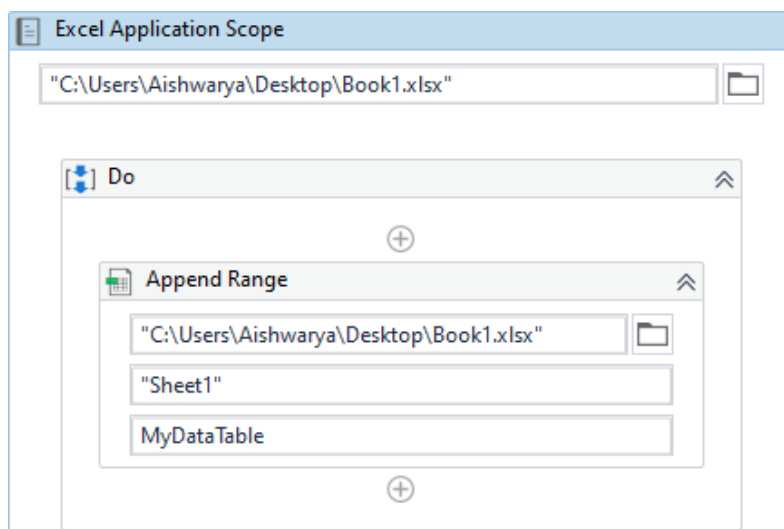 Excel Application Scope
"C:\Users\Aishwarya\Desktop\Book1.xlsx"
Do
Append Range
"C:\Users\Aishwarya\Desktop\Book1.xlsx"
"Sheet1"
MyDataTable